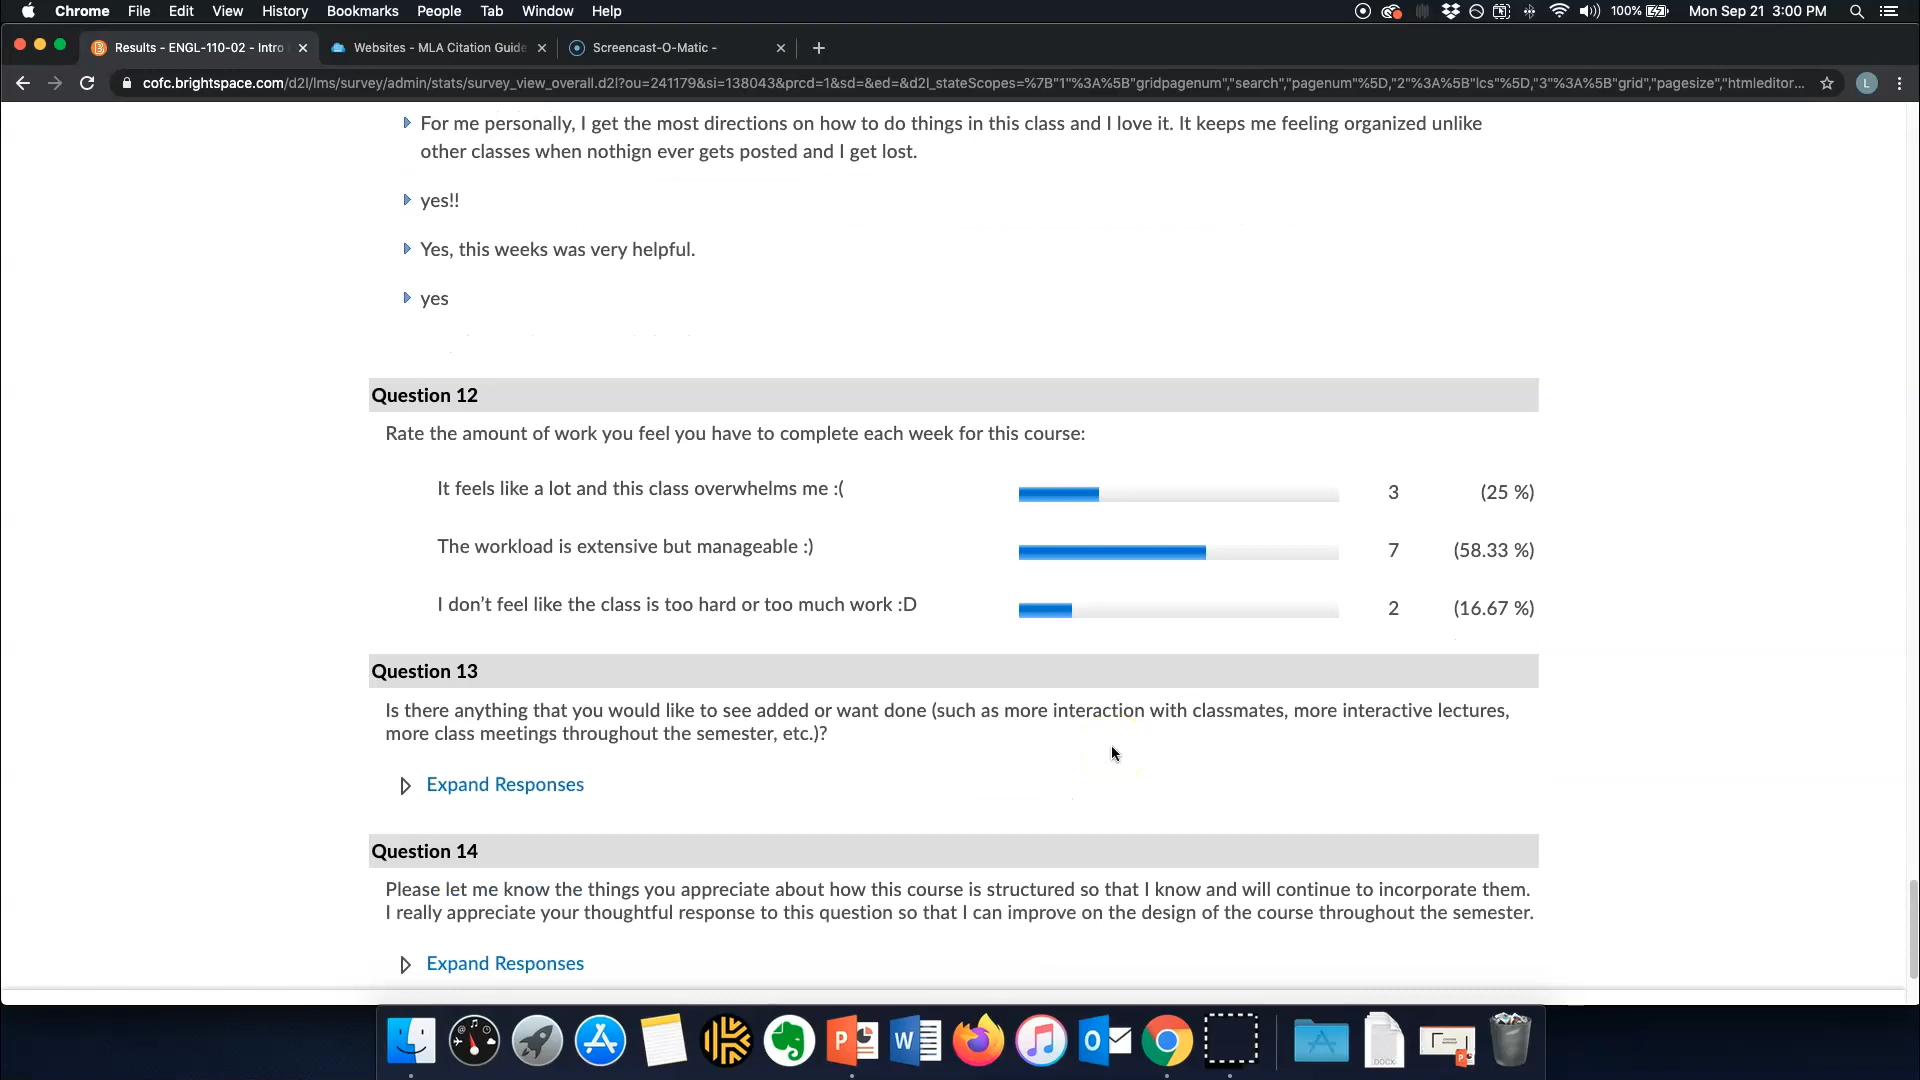 Chrome File Edit View History Bookmarks People Tab Window Help 100% Mon Sep 21 3:00 PM
Results - ENGL-110-02 - Intro
Websites - MLA Citation Guide
Screencast-O-Matic -
cofc.brightspace.com/d2l/lms/survey/admin/stats/survey_view_overall.d2l?ou=241179&si=138043&prcd=1&sd=&ed=&d2l_stateScopes=%7B"1"%3A%5B"gridpagenum","search","pagenum"%5D,"2"%3A%5B"lcs"%5D,"3"%3A%5B"grid","pagesize","htmleditor... L
For me personally, I get the most directions on how to do things in this class and I love it. It keeps me feeling organized unlike
other classes when nothign ever gets posted and I get lost.
yes!!
Yes, this weeks was very helpful.
yes
Question 12
Rate the amount of work you feel you have to complete each week for this course:
It feels like a lot and this class overwhelms me :( 3 (25 %)
The workload is extensive but manageable :) 7 (58.33 %)
I don't feel like the class is too hard or too much work :D 2 (16.67 %)
Question 13
Is there anything that you would like to see added or want done (such as more interaction with classmates, more interactive lectures,
more class meetings throughout the semester, etc.)?
Expand Responses
Question 14
Please let me know the things you appreciate about how this course is structured so that I know and will continue to incorporate them.
I really appreciate your thoughtful response to this question so that I can improve on the design of the course throughout the semester.
Expand Responses
DOCX